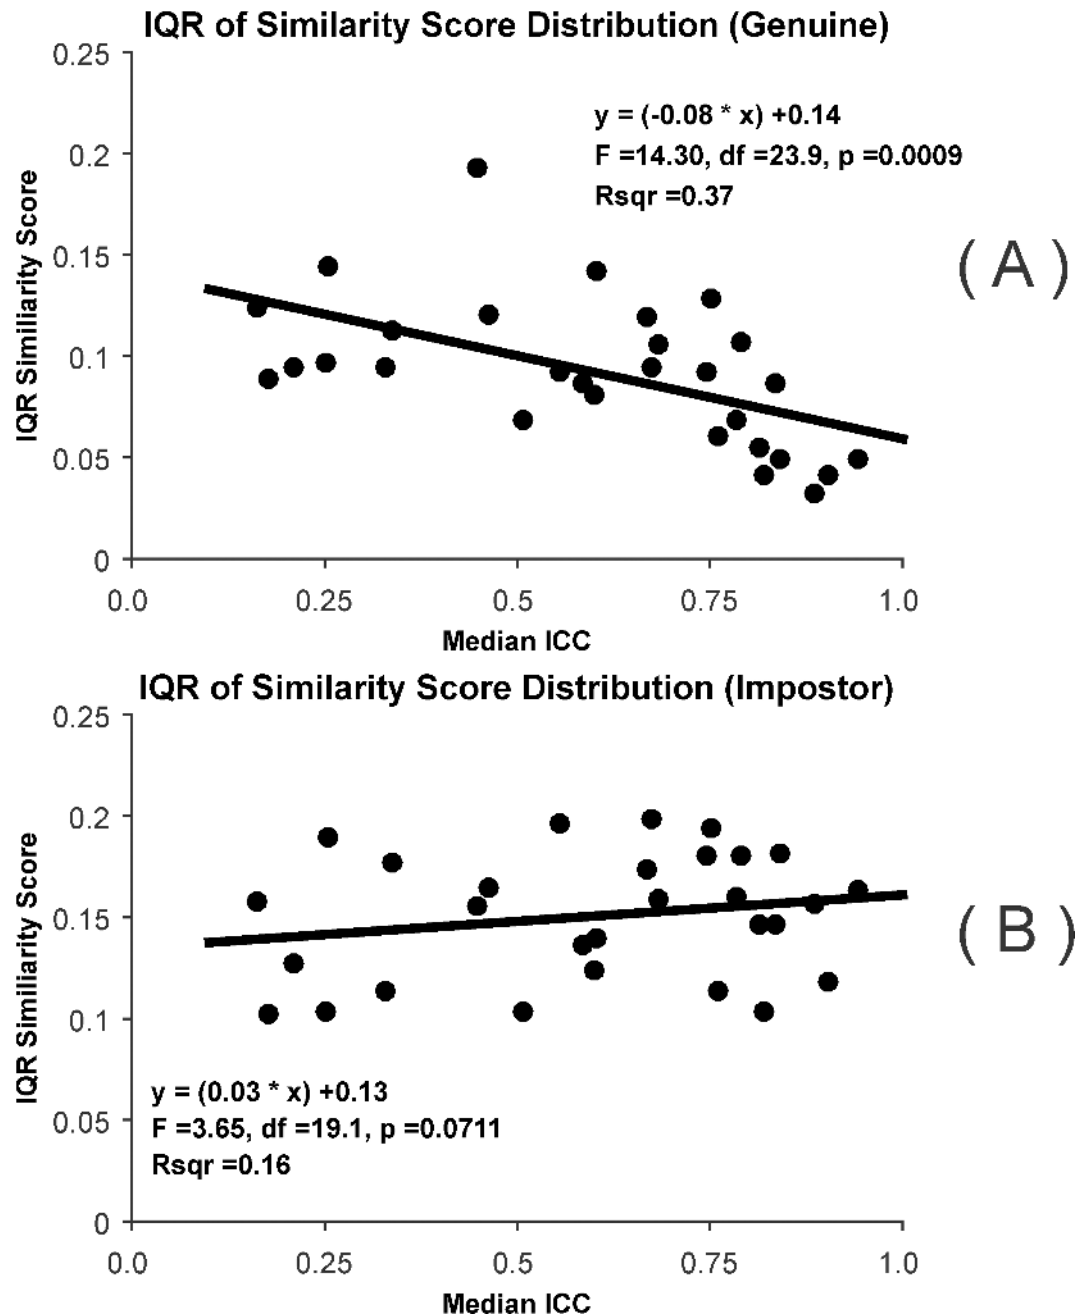 IQR of Similarity Score Distribution (Genuine)
0.25
0.2
0.15
0.1
0.05
0
IQR Similiarity Score
y = (-0.08 * x) +0.14
F =14.30, df =23.9, p =0.0009
Rsqr =0.37
( A )
0.0 0.25 0.5 0.75 1.0
Median ICC
IQR of Similarity Score Distribution (Impostor)
0.25
0.2
0.15
0.1
0.05
0
IQR Similiarity Score
( B )
y = (0.03 * x) +0.13
F =3.65, df =19.1, p =0.0711
Rsqr =0.16
0.0 0.25 0.5 0.75 1.0
Median ICC